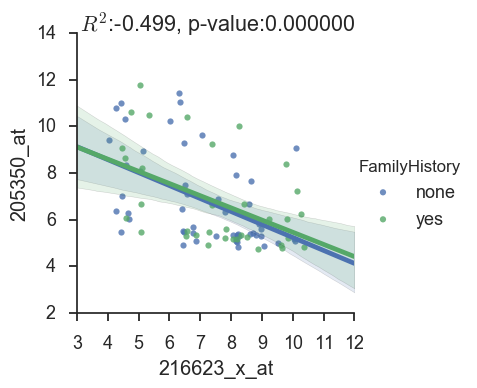 R²:-0.499, p-value:0.000000
14
12
10
8
6
4
2
205350_at
3 4 5 6 7 8 9 10 11 12
216623_x_at
FamilyHistory
none
yes